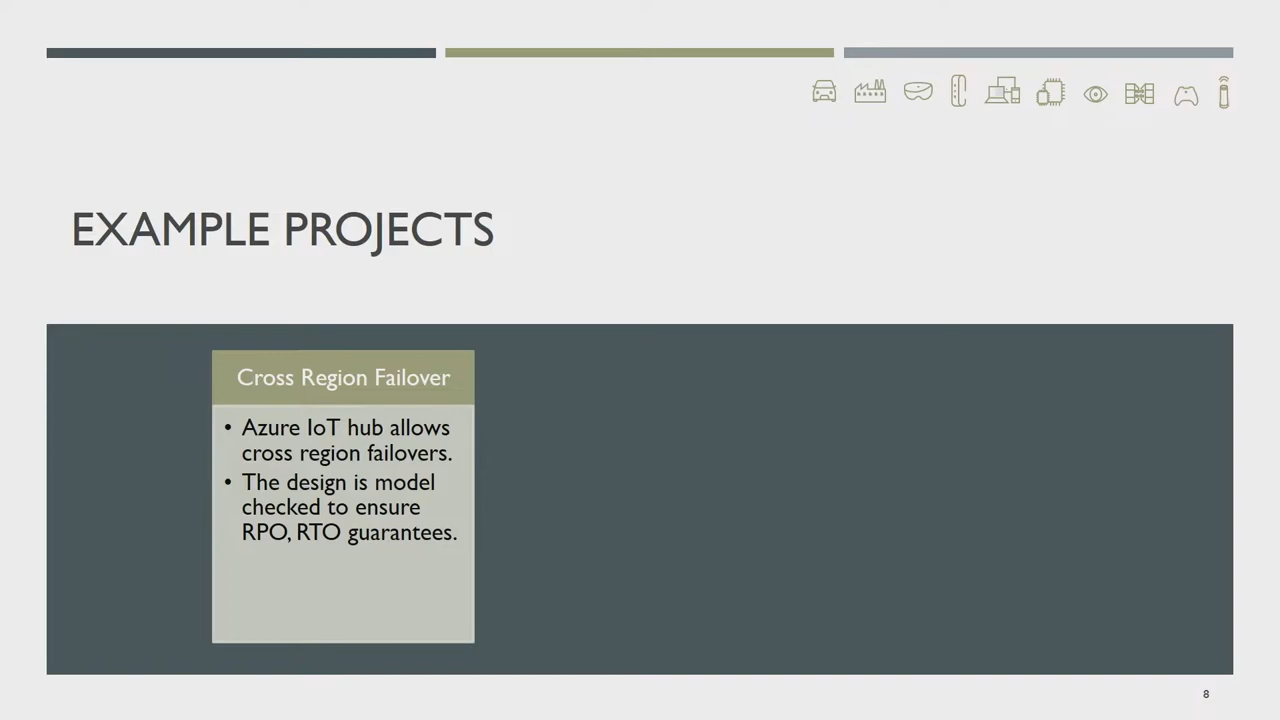 EXAMPLE PROJECTS
Cross Region Failover
• Azure IoT hub allows
cross region failovers.
• The design is model
checked to ensure
RPO, RTO guarantees.
8